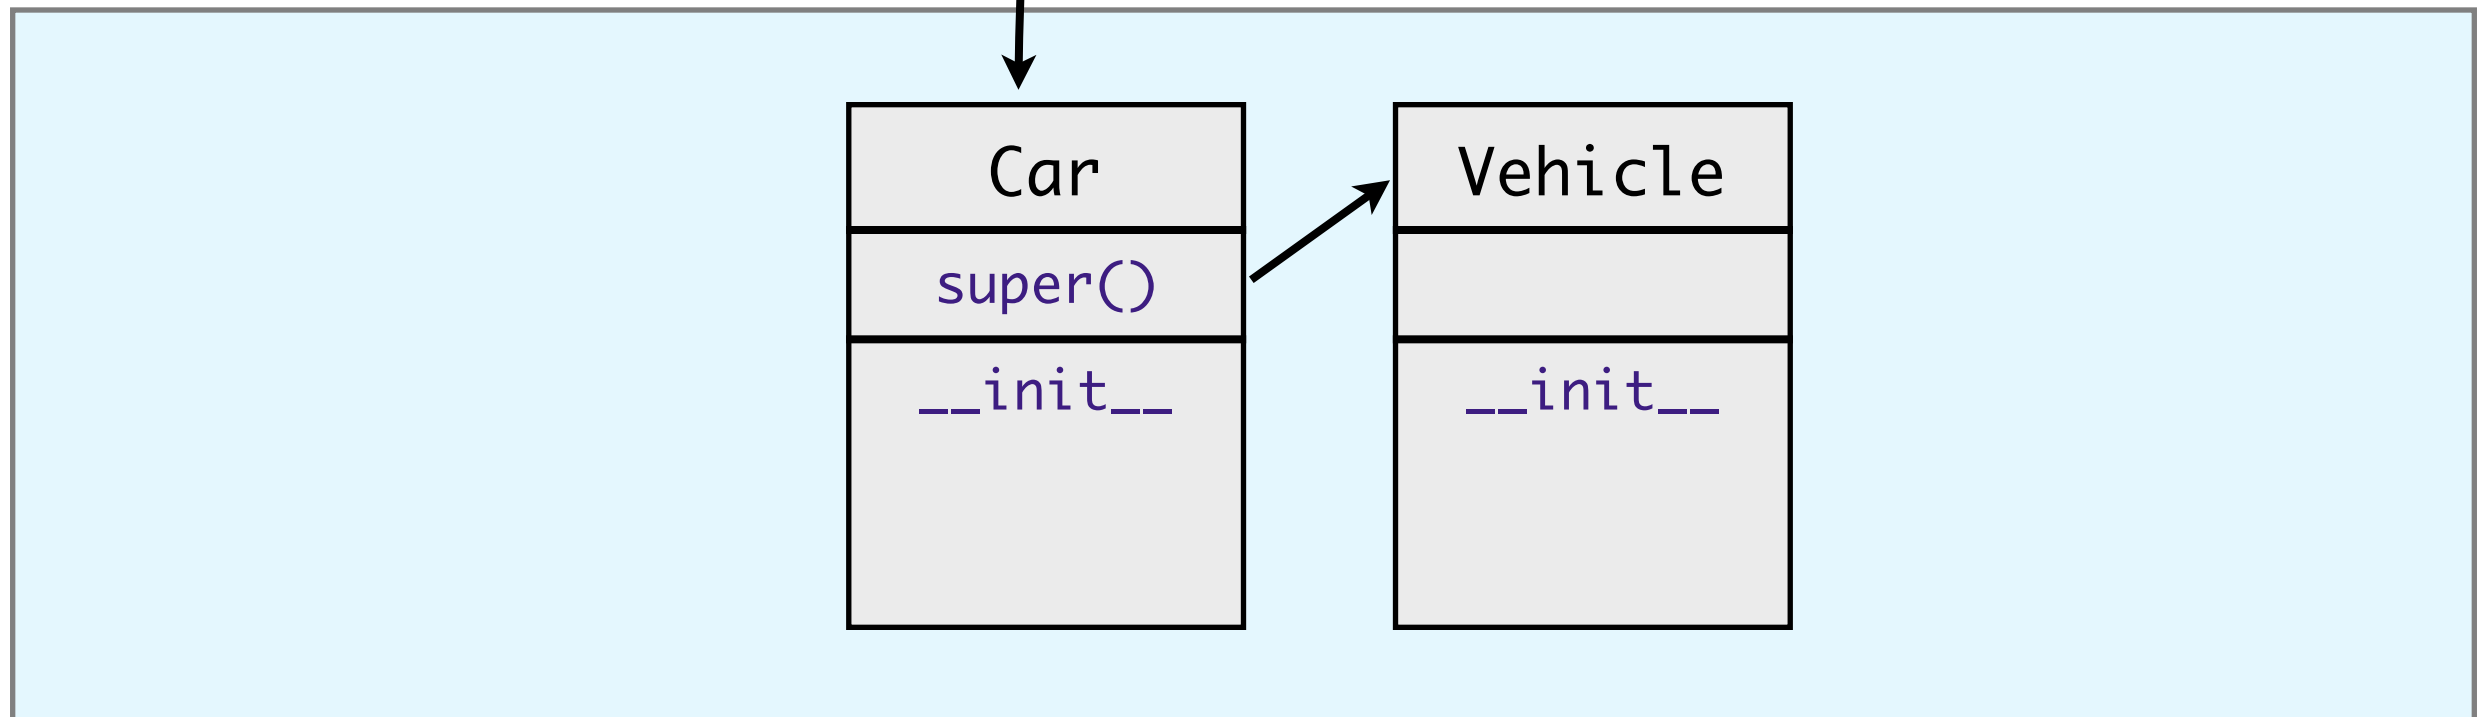 Car
super()
__init__
Vehicle
__init__